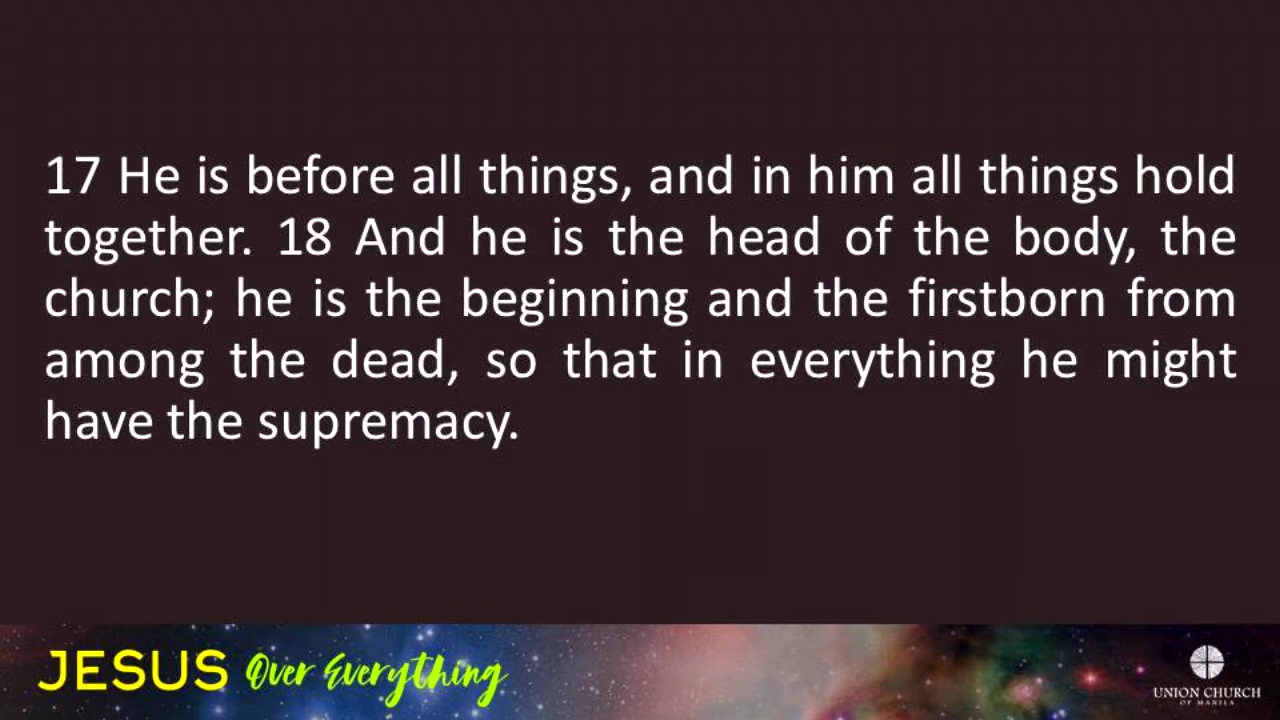 17 He is before all things, and in him all things hold
together. 18 And he is the head of the body, the
church; he is the beginning and the firstborn from
among the dead, so that in everything he might
have the supremacy.
JESUS Over Everything
UNION CHURCH
OF MANILA